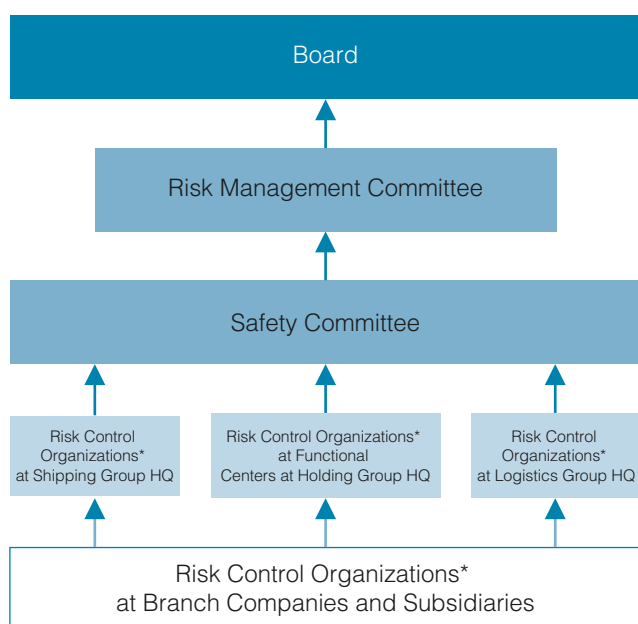 Board
Risk Management Committee
Safety Committee
Risk Control
Organizations*
at Shipping Group HQ
Risk Control Organizations*
at Functional
Centers at Holding Group HQ
Risk Control
Organizations*
at Logistics Group HQ
Risk Control Organizations*
at Branch Companies and Subsidiaries